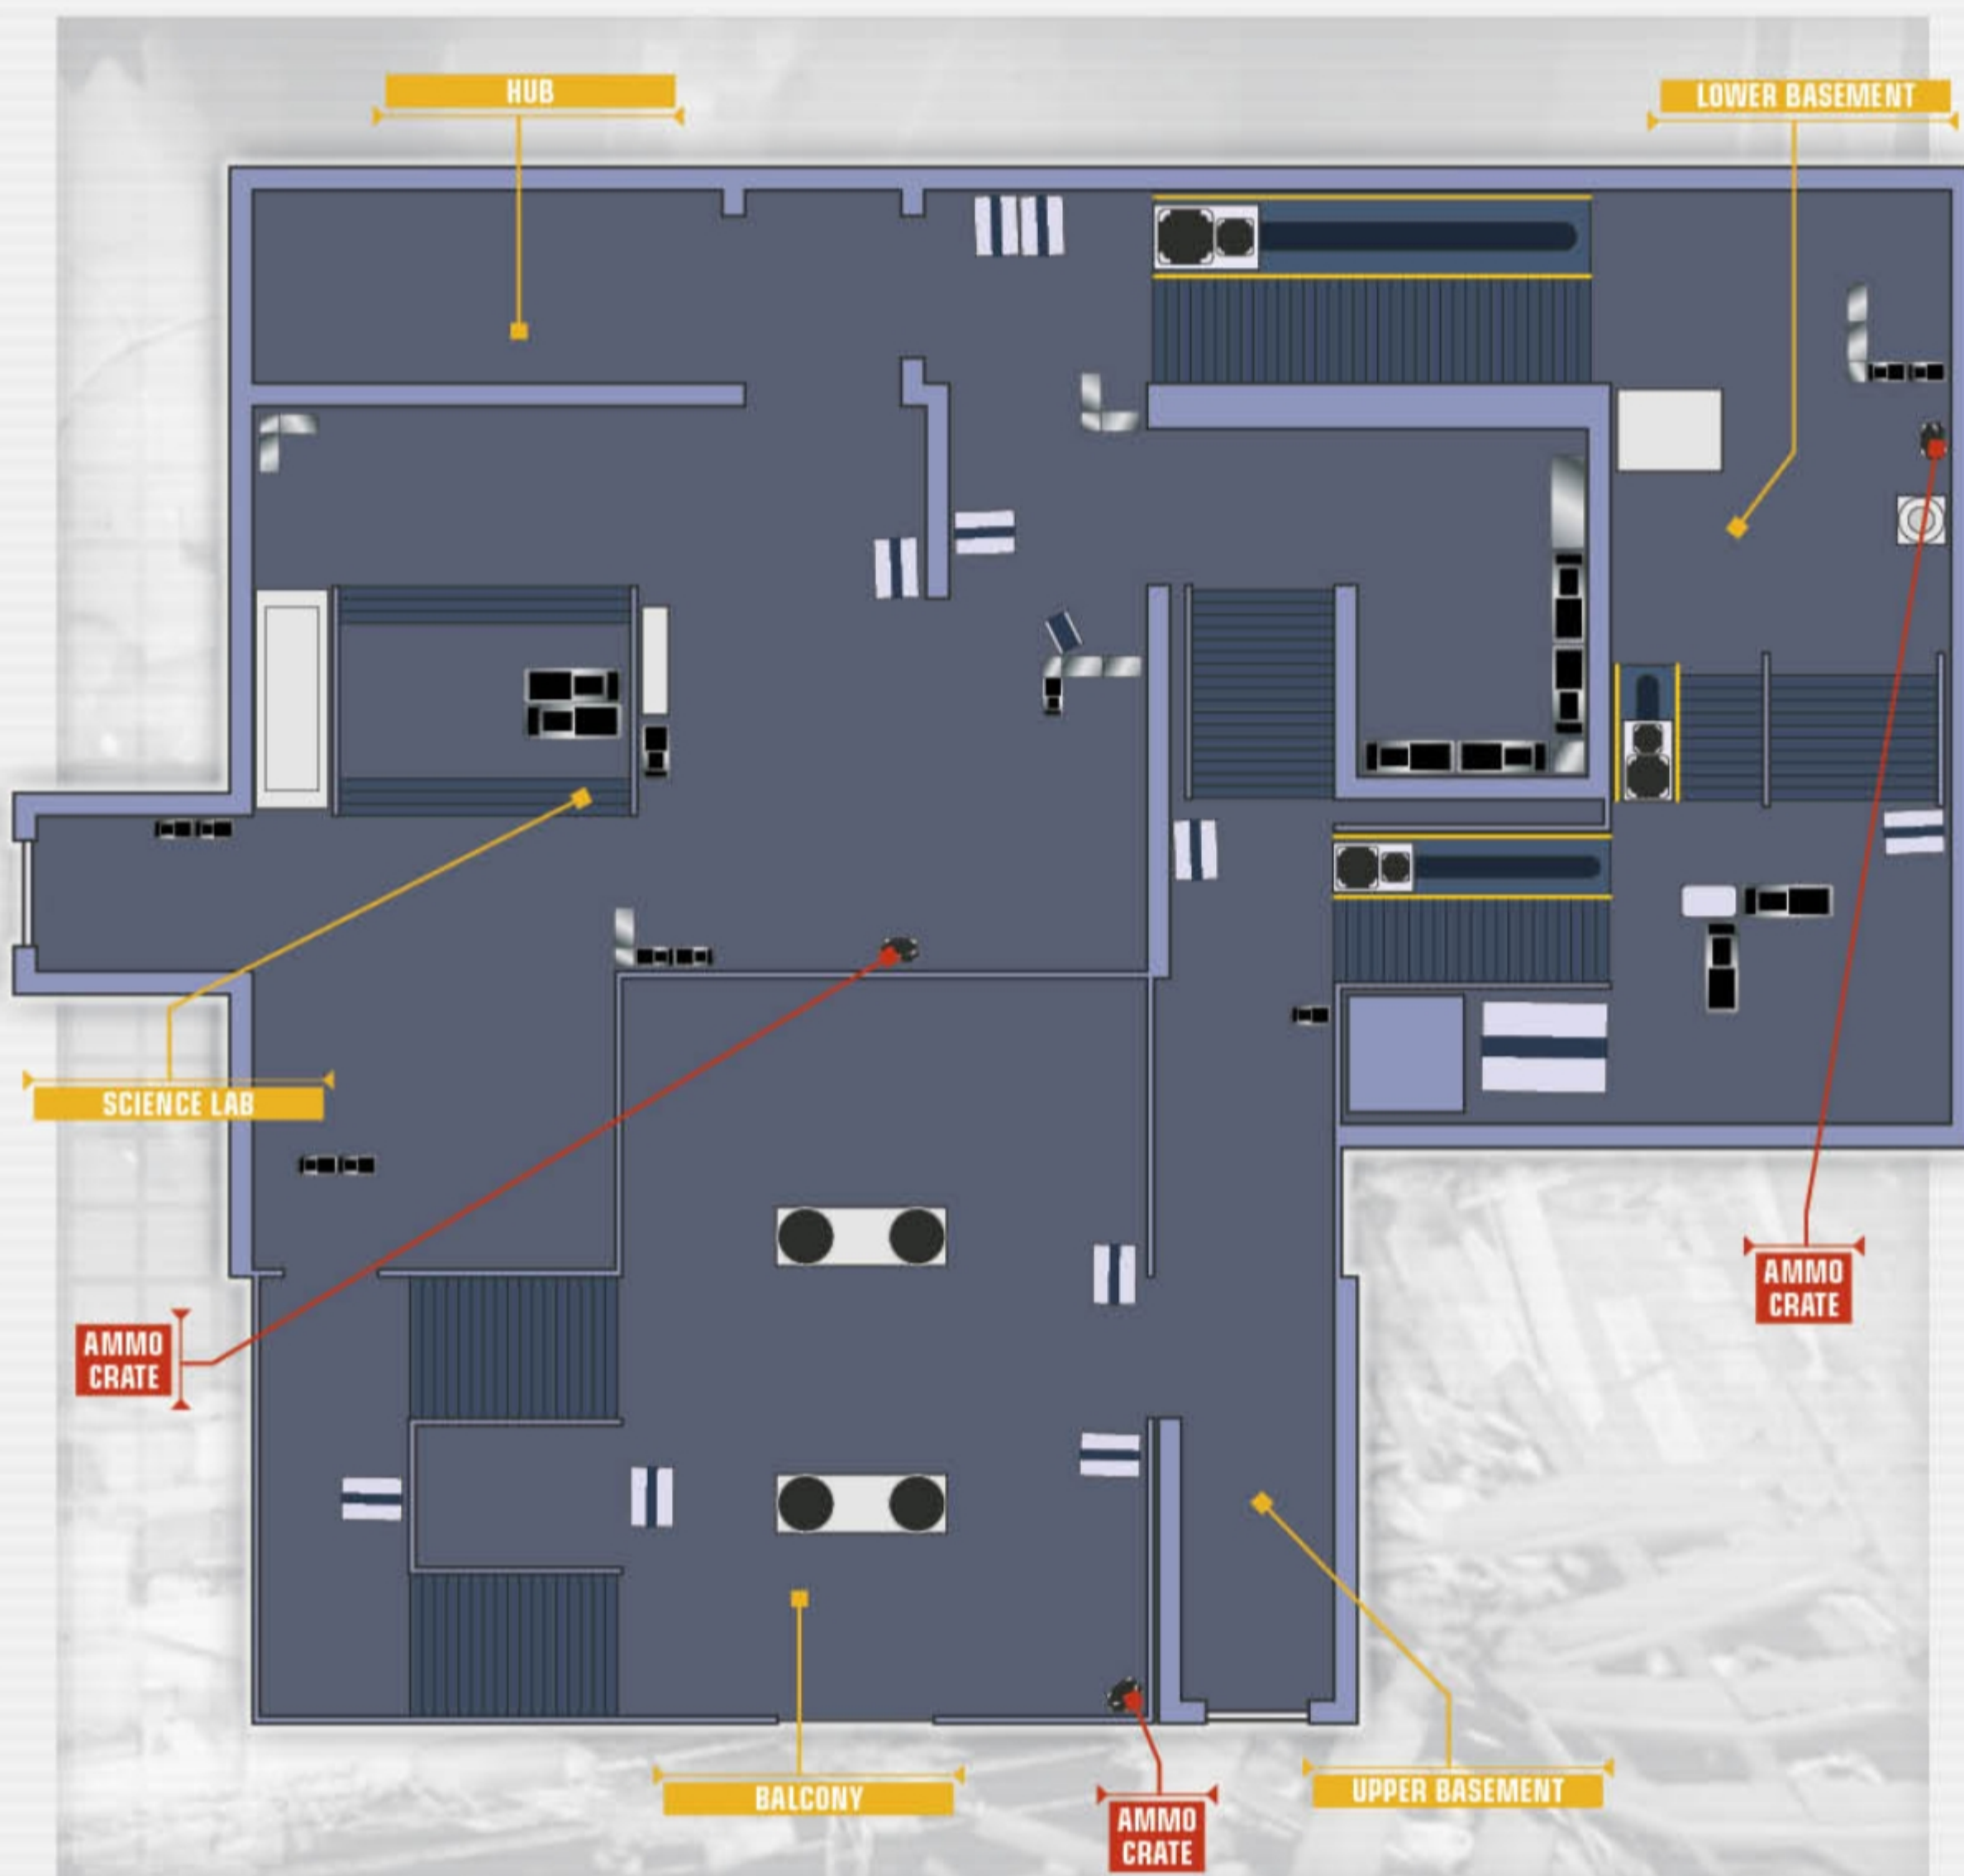 HUB
LOWER BASEMENT
SCIENCE LAB
AMMO
CRATE
AMMO
CRATE
BALCONY
UPPER BASEMENT
AMMO
CRATE